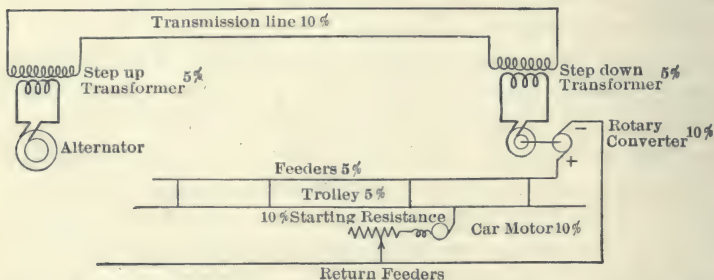 Transmission line 10%
Step up
Transformer 5%
Step down
Transformer 5%
Alternator
Rotary
Converter 10%
−
+
Feeders 5%
Trolley 5%
10% Starting Resistance
Car Motor 10%
Return Feeders